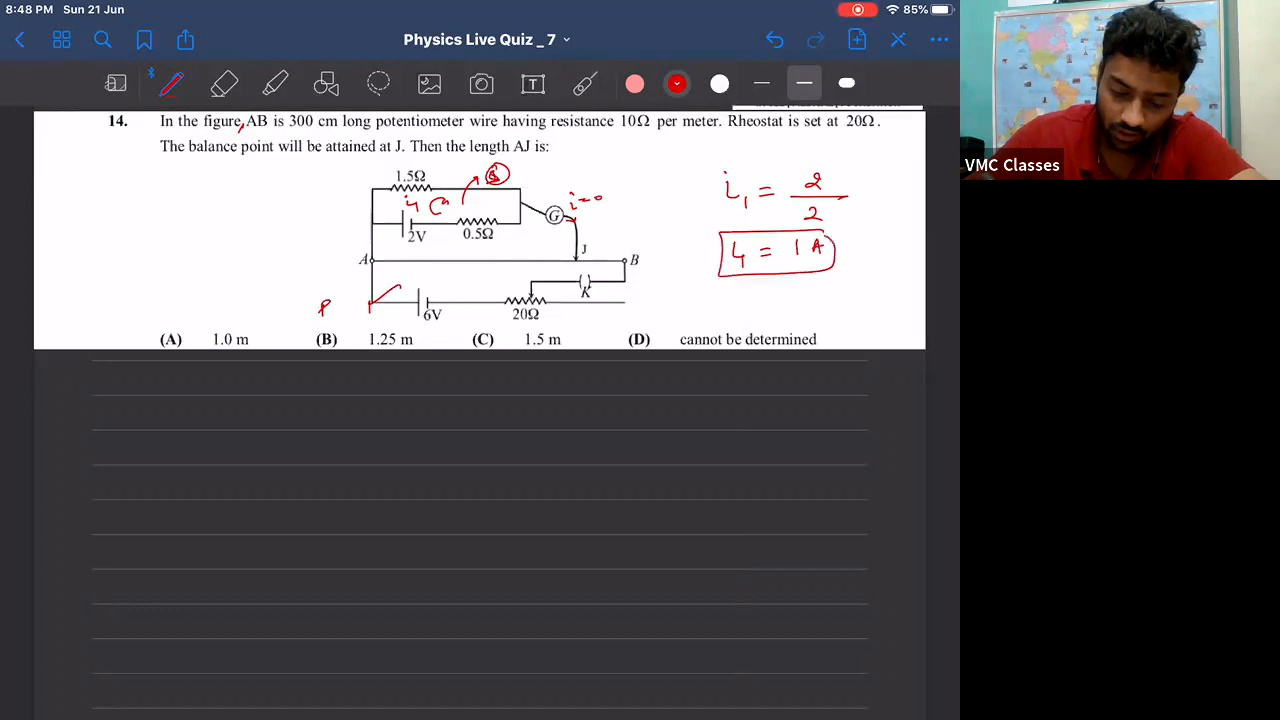 8:48 PM Sun 21 Jun
85%
Physics Live Quiz _ 7
T
VMC Classes
14. In the figure, AB is 300 cm long potentiometer wire having resistance 10Ω per meter. Rheostat is set at 20Ω.
The balance point will be attained at J. Then the length AJ is:
1.5Ω
i₁
i=0
G
2V
0.5Ω
J
A
B
K
P
6V
20Ω
i₁ = 2/2
i₁ = 1 A
(A) 1.0 m (B) 1.25 m (C) 1.5 m (D) cannot be determined